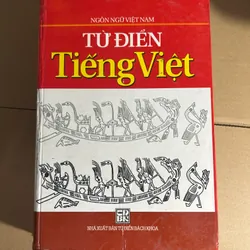 NGÔN NGỮ VIỆT NAM
TỪ ĐIỂN
Tiếng Việt
NHÀ XUẤT BẢN TỪ ĐIỂN BÁCH KHOA